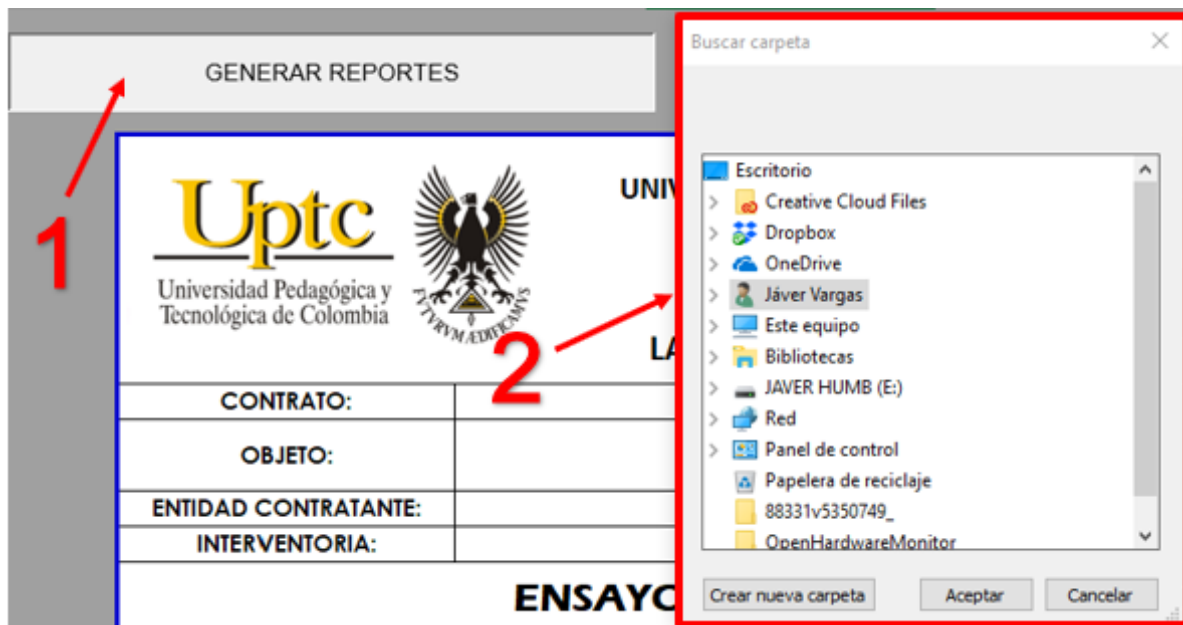 GENERAR REPORTES
1
Uptc
Universidad Pedagógica y
Tecnológica de Colombia
FVTVRVM ÆDIFICAMVS
UNIV
LA
CONTRATO:
OBJETO:
ENTIDAD CONTRATANTE:
INTERVENTORIA:
ENSAYO
2
Buscar carpeta
Escritorio
Creative Cloud Files
Dropbox
OneDrive
Jáver Vargas
Este equipo
Bibliotecas
JAVER HUMB (E:)
Red
Panel de control
Papelera de reciclaje
88331v5350749_
OpenHardwareMonitor
Crear nueva carpeta
Aceptar
Cancelar